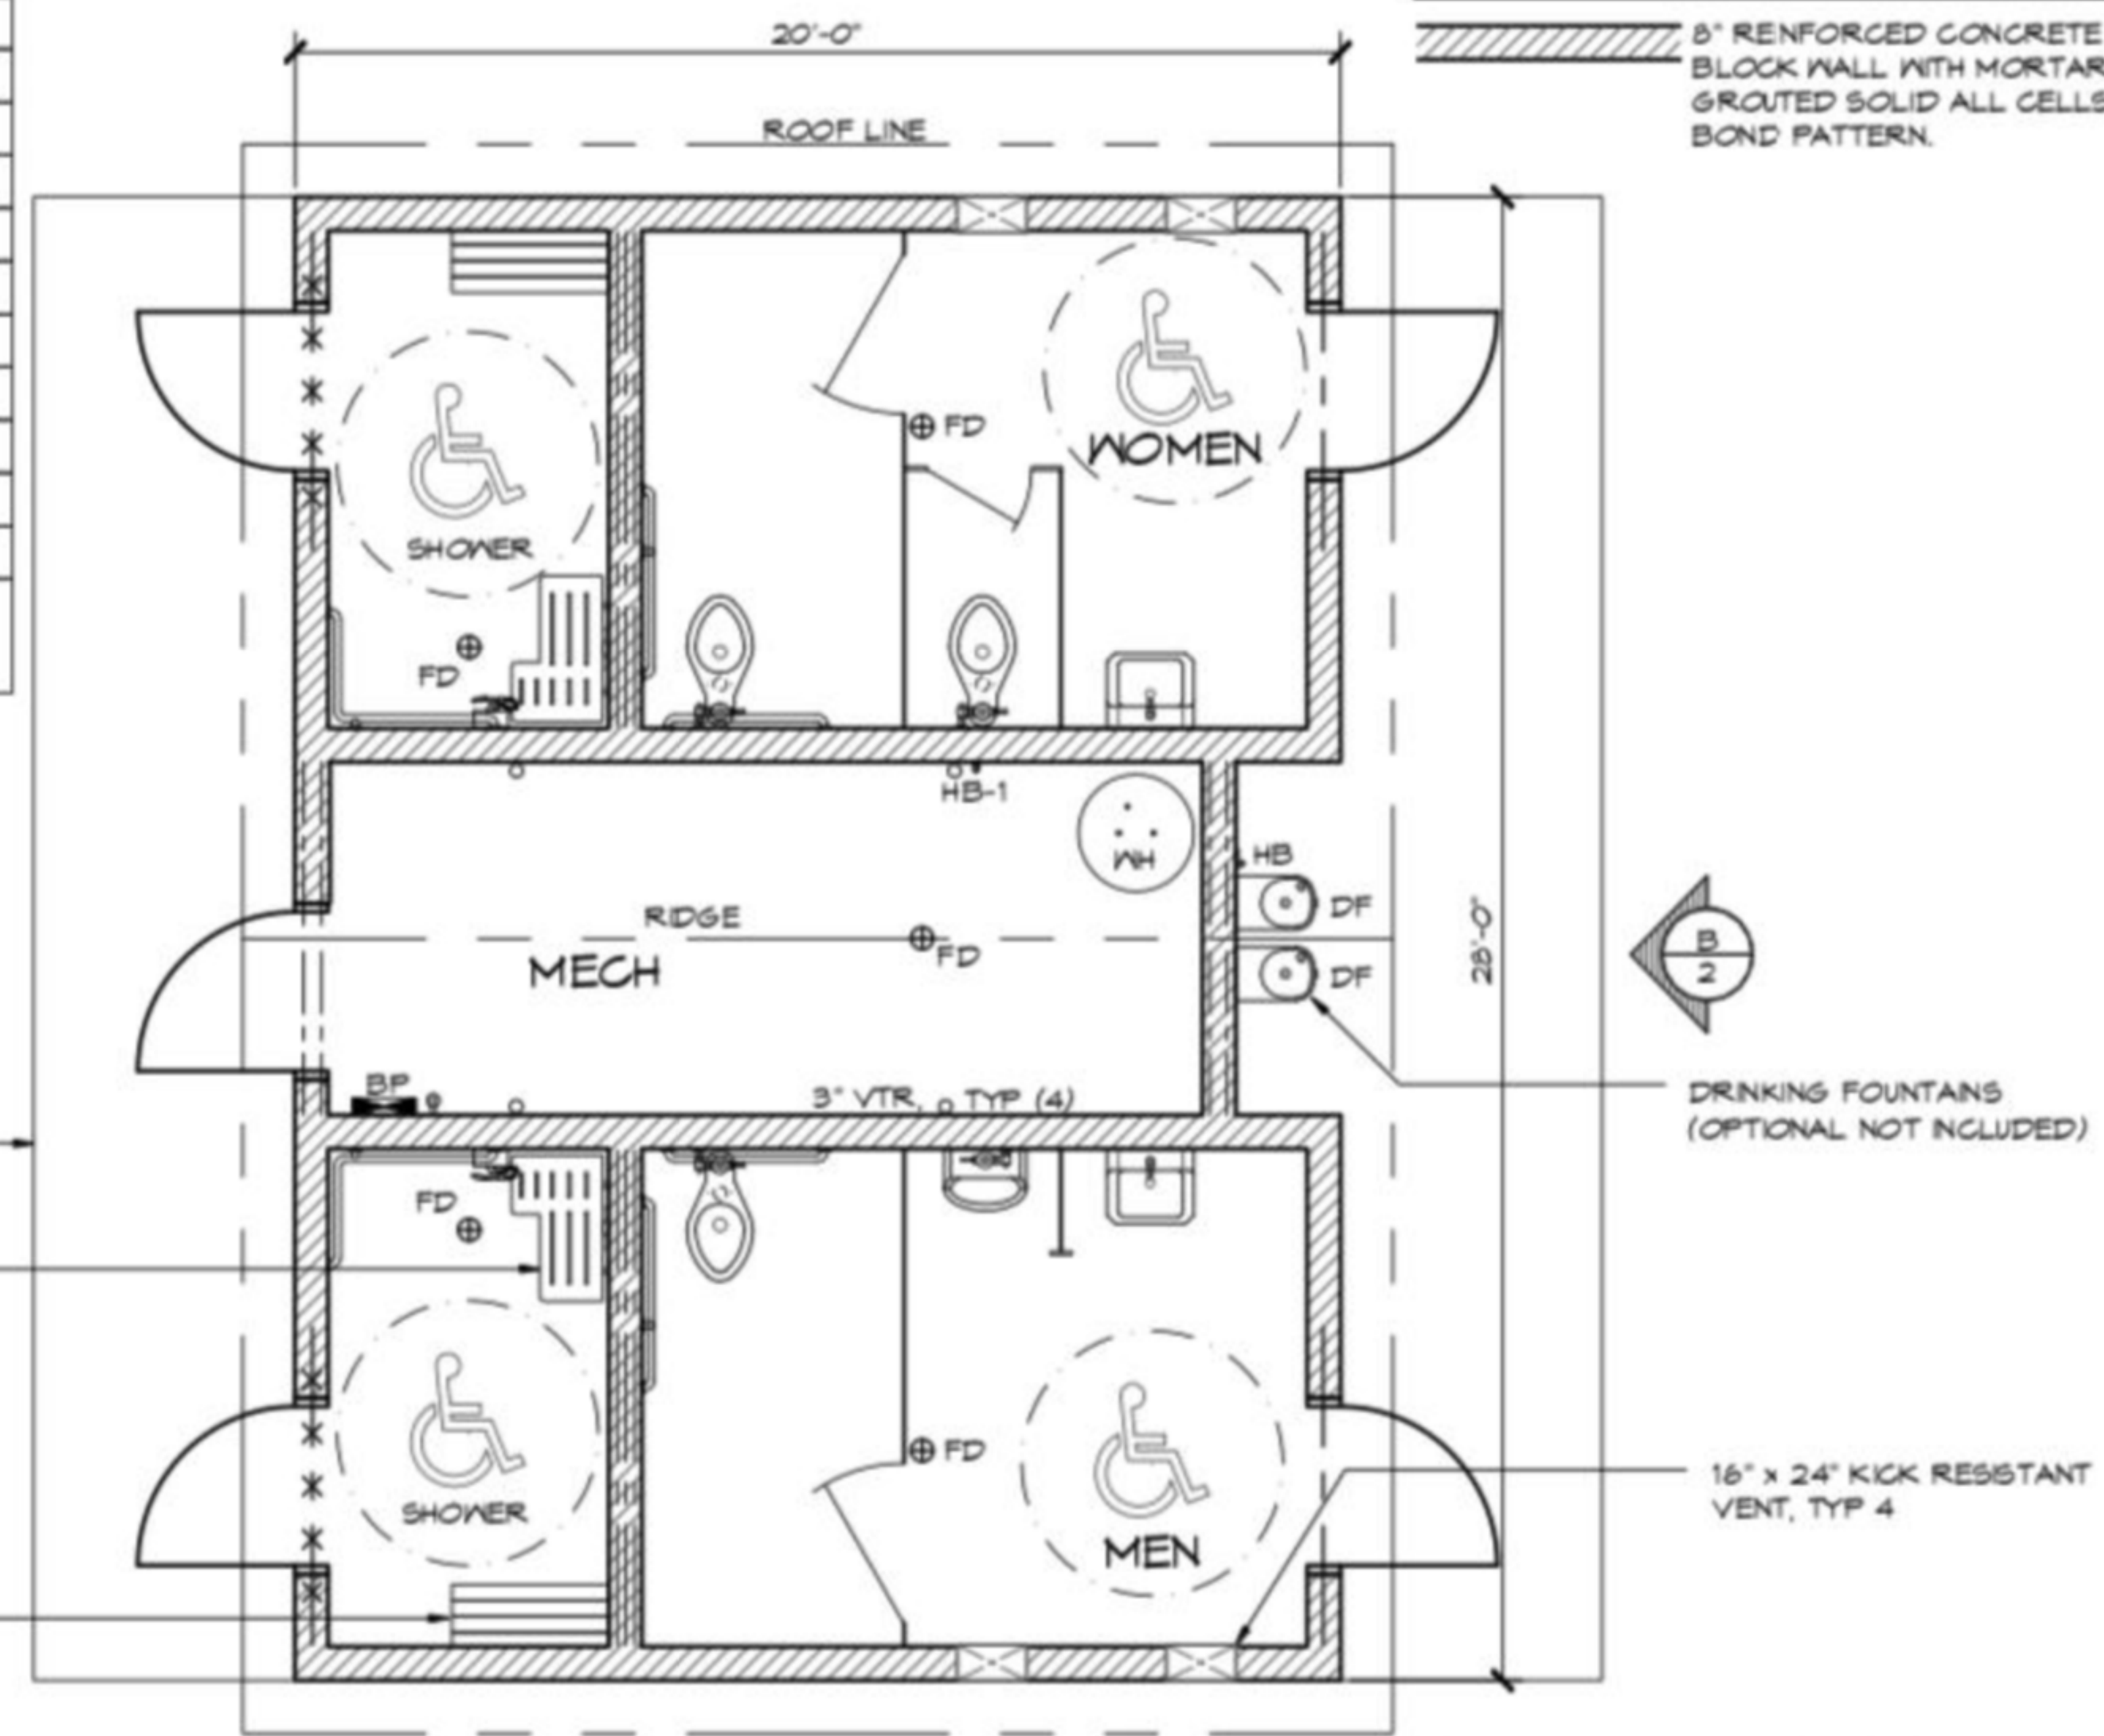 20'-0"
8" RENFORCED CONCRETE
BLOCK WALL WITH MORTAR
GROUTED SOLID ALL CELLS
BOND PATTERN.
ROOF LINE
WOMEN
FD
SHOWER
FD
HB-1
WH
HB
DF
RIDGE
FD
MECH
DF
28'-0"
B
2
BP
3" VTR, TYP (4)
DRINKING FOUNTAINS
(OPTIONAL NOT INCLUDED)
FD
FD
SHOWER
MEN
16" x 24" KICK RESISTANT
VENT, TYP 4